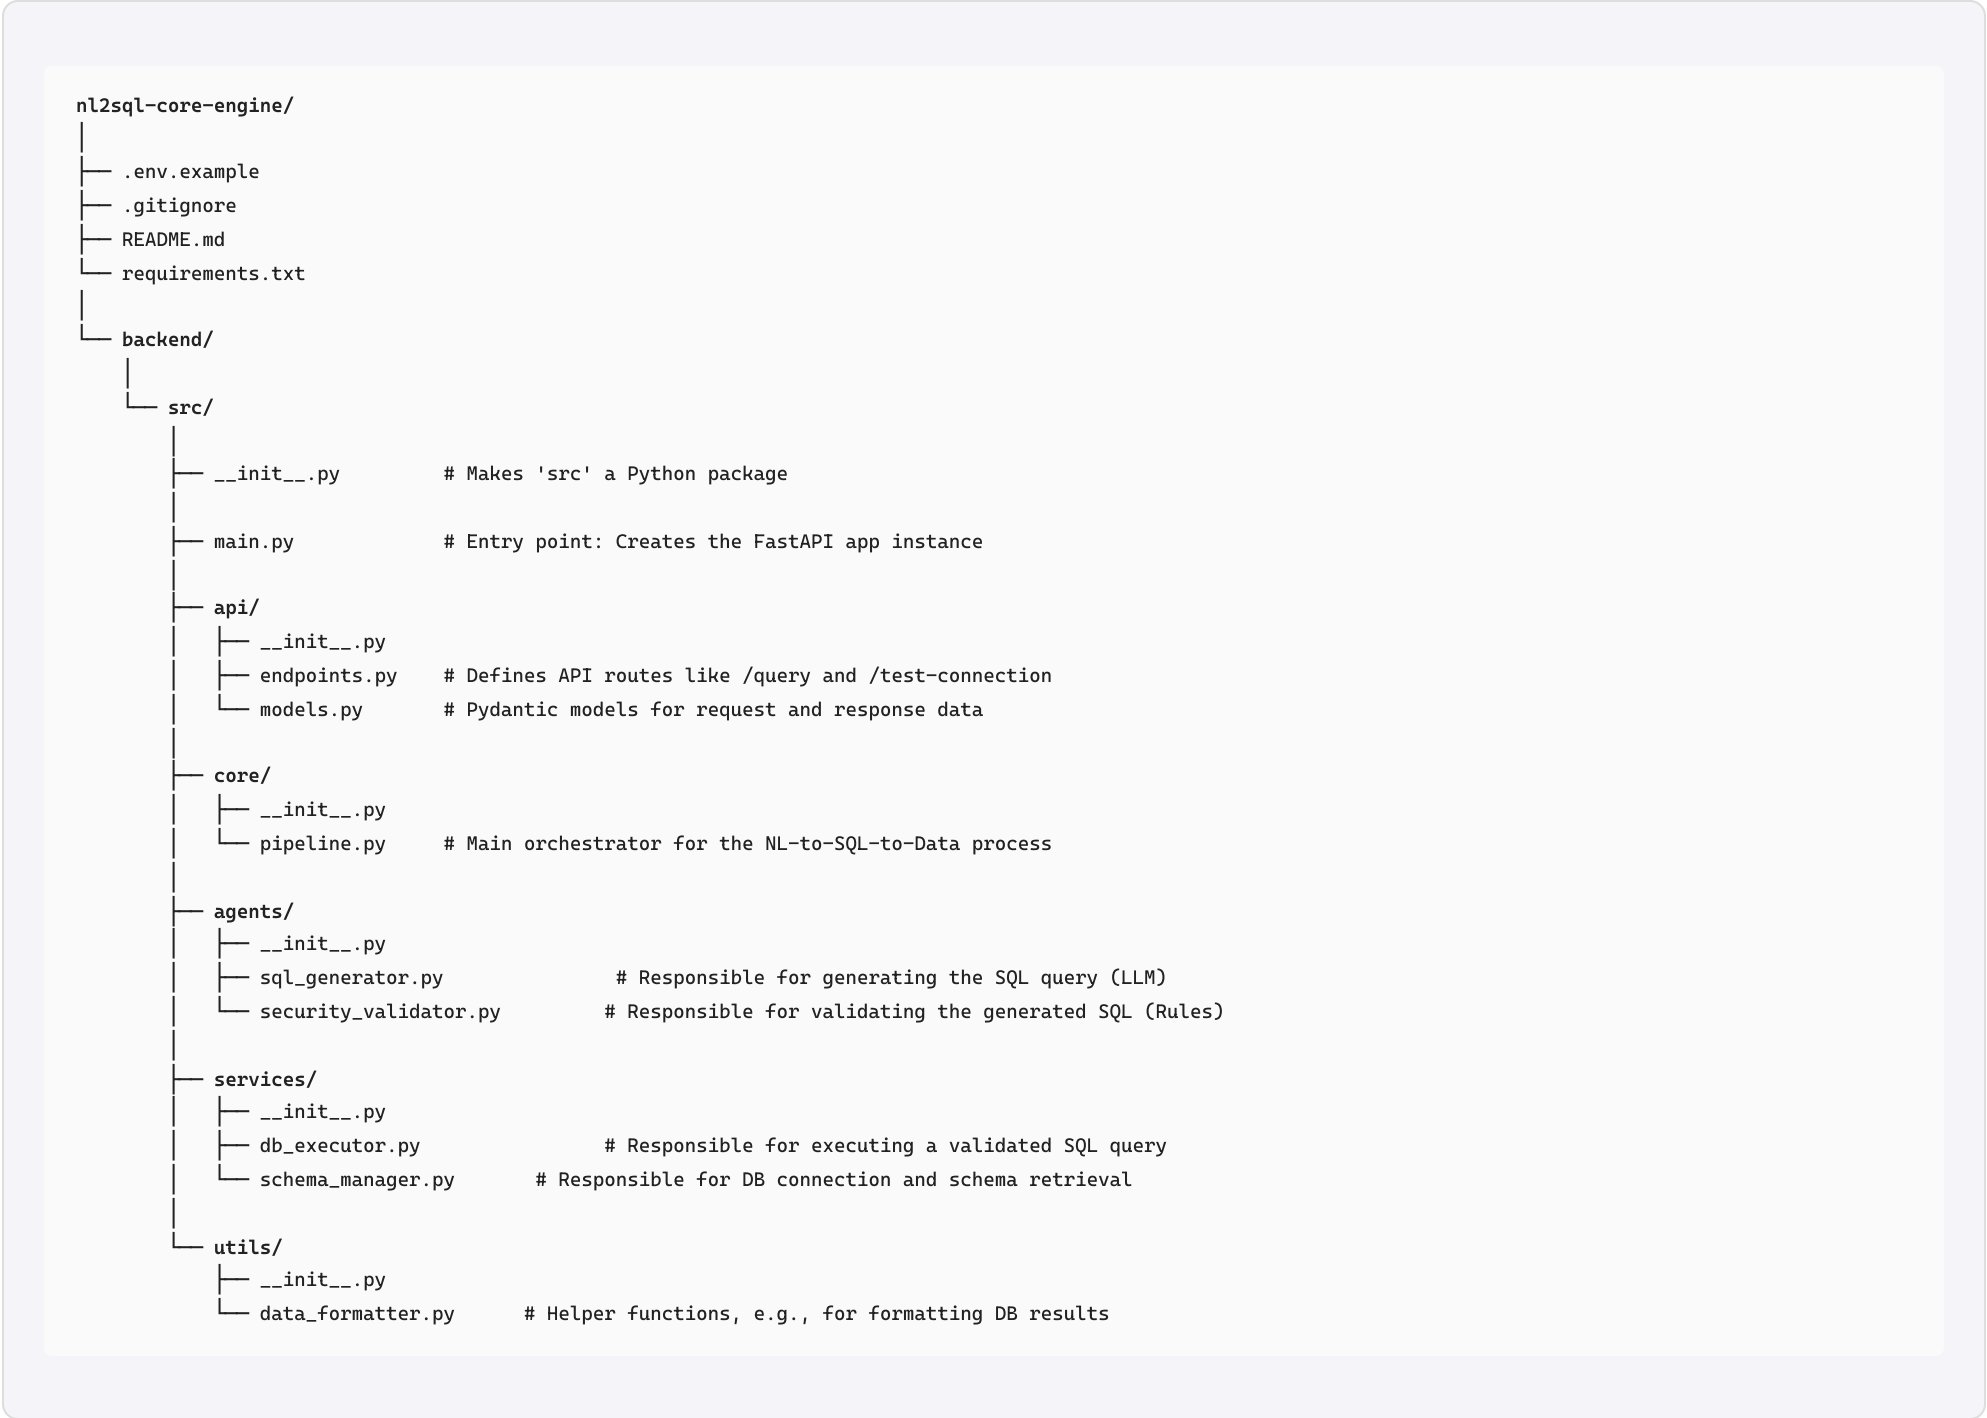 nl2sql-core-engine/
│
├── .env.example
├── .gitignore
├── README.md
└── requirements.txt
│
└── backend/
    │
    └── src/
        │
        ├── __init__.py         # Makes 'src' a Python package
        │
        ├── main.py             # Entry point: Creates the FastAPI app instance
        │
        ├── api/
        │   ├── __init__.py
        │   ├── endpoints.py    # Defines API routes like /query and /test-connection
        │   └── models.py       # Pydantic models for request and response data
        │
        ├── core/
        │   ├── __init__.py
        │   └── pipeline.py     # Main orchestrator for the NL-to-SQL-to-Data process
        │
        ├── agents/
        │   ├── __init__.py
        │   ├── sql_generator.py               # Responsible for generating the SQL query (LLM)
        │   └── security_validator.py         # Responsible for validating the generated SQL (Rules)
        │
        ├── services/
        │   ├── __init__.py
        │   ├── db_executor.py                # Responsible for executing a validated SQL query
        │   └── schema_manager.py       # Responsible for DB connection and schema retrieval
        │
        └── utils/
            ├── __init__.py
            └── data_formatter.py      # Helper functions, e.g., for formatting DB results